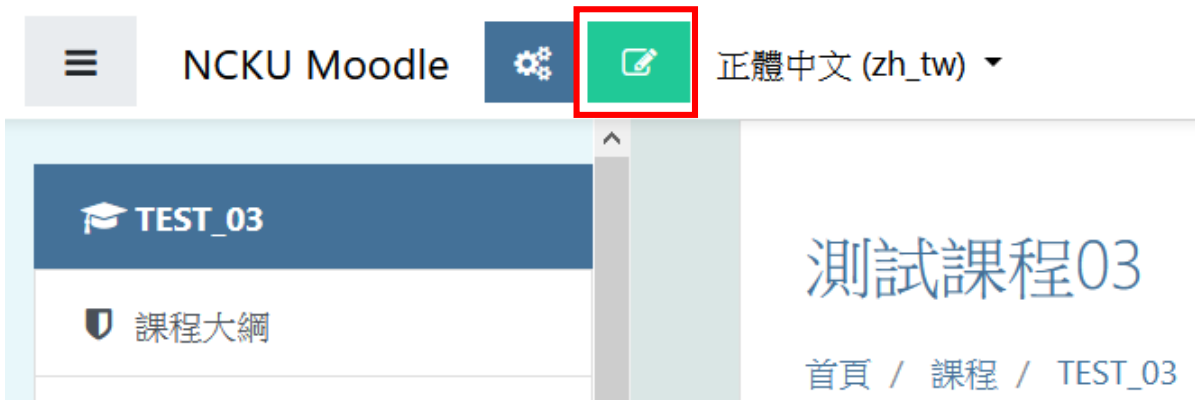 NCKU Moodle 正體中文 (zh_tw)
TEST_03
測試課程03
課程大綱
首頁 / 課程 / TEST_03